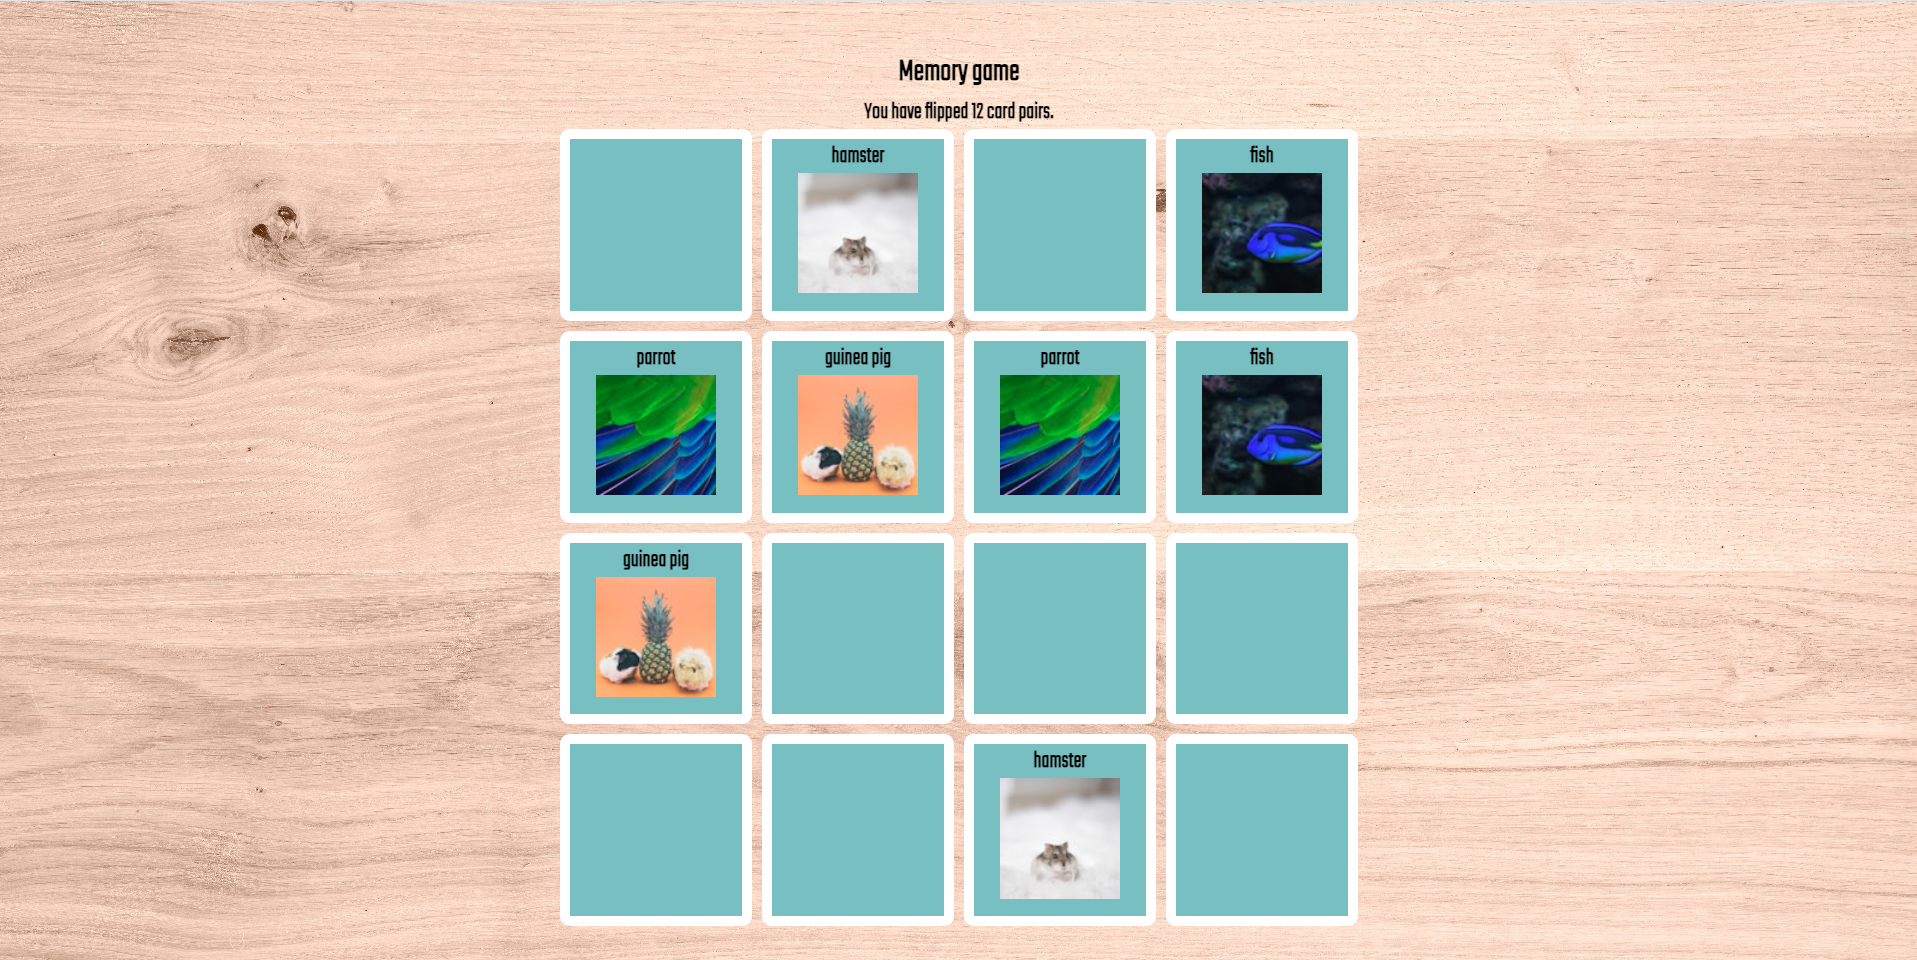 Memory game
You have flipped 12 card pairs.
hamster
fish
parrot
guinea pig
parrot
fish
guinea pig
hamster